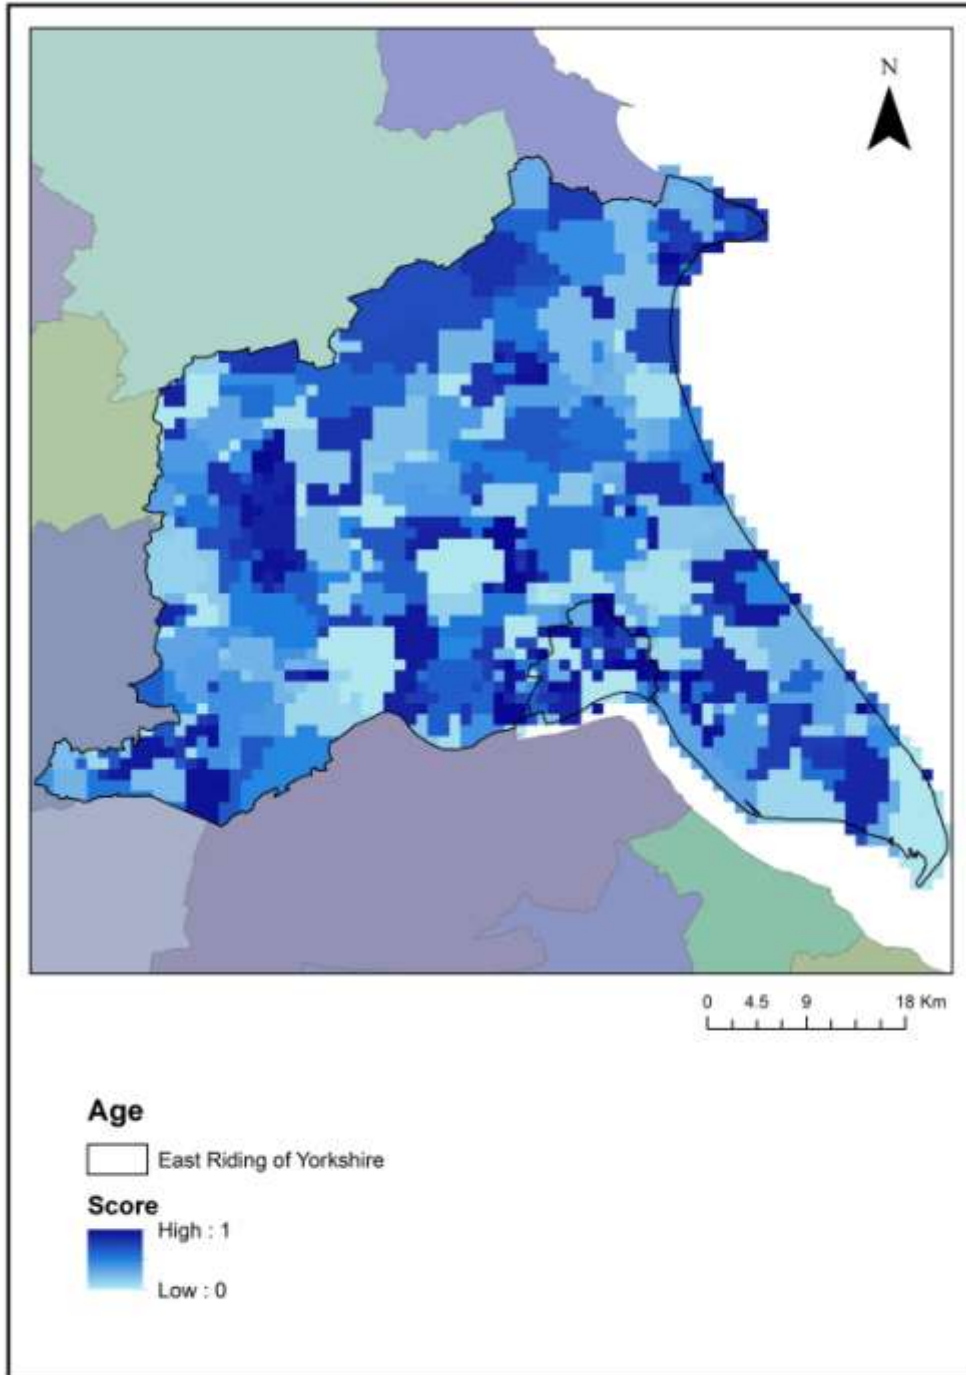 N
0 4.5 9 18 Km
Age
East Riding of Yorkshire
Score
High : 1
Low : 0